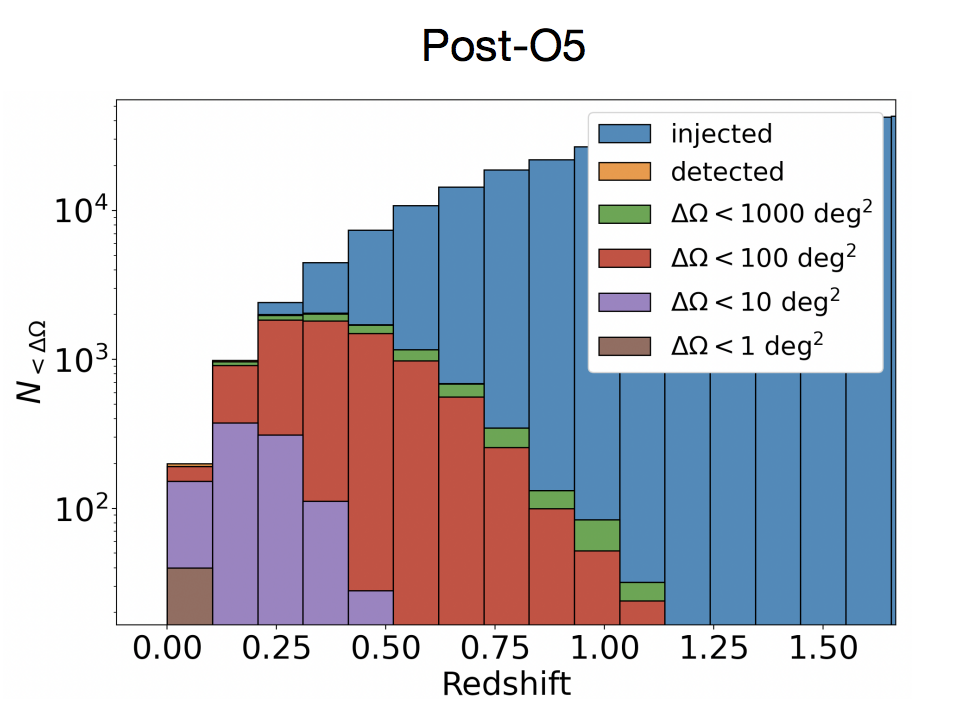 Post-O5
injected
detected
ΔΩ < 1000 deg²
ΔΩ < 100 deg²
ΔΩ < 10 deg²
ΔΩ < 1 deg²
10⁴
10³
10²
N<ΔΩ
0.00 0.25 0.50 0.75 1.00 1.25 1.50
Redshift